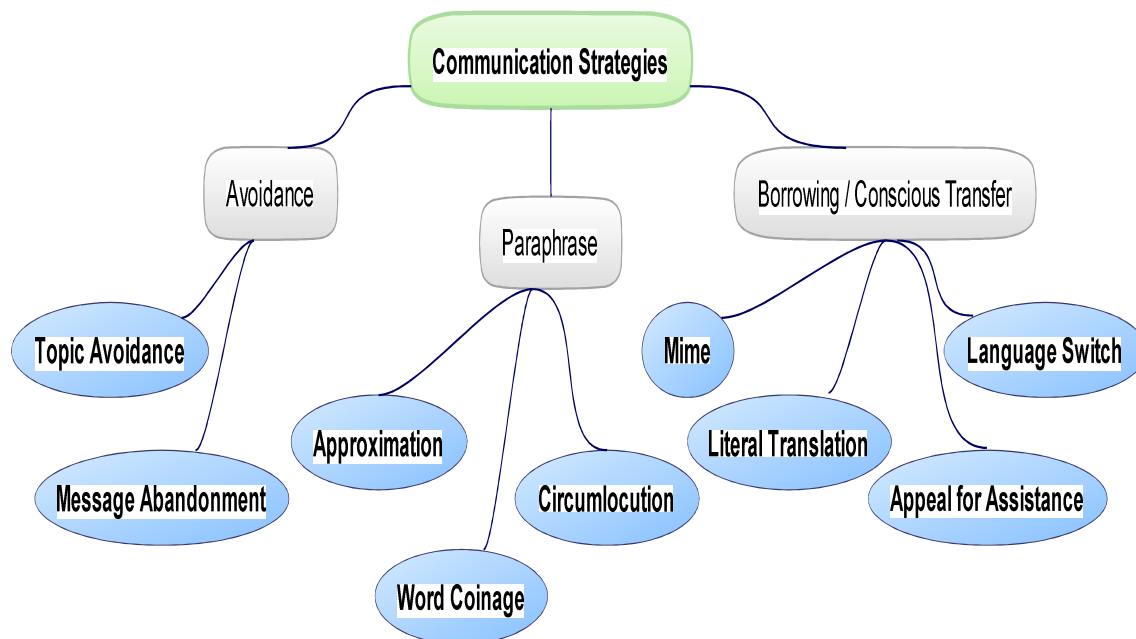 Communication Strategies
Avoidance
Borrowing / Conscious Transfer
Paraphrase
Topic Avoidance
Mime
Language Switch
Approximation
Literal Translation
Message Abandonment
Circumlocution
Appeal for Assistance
Word Coinage